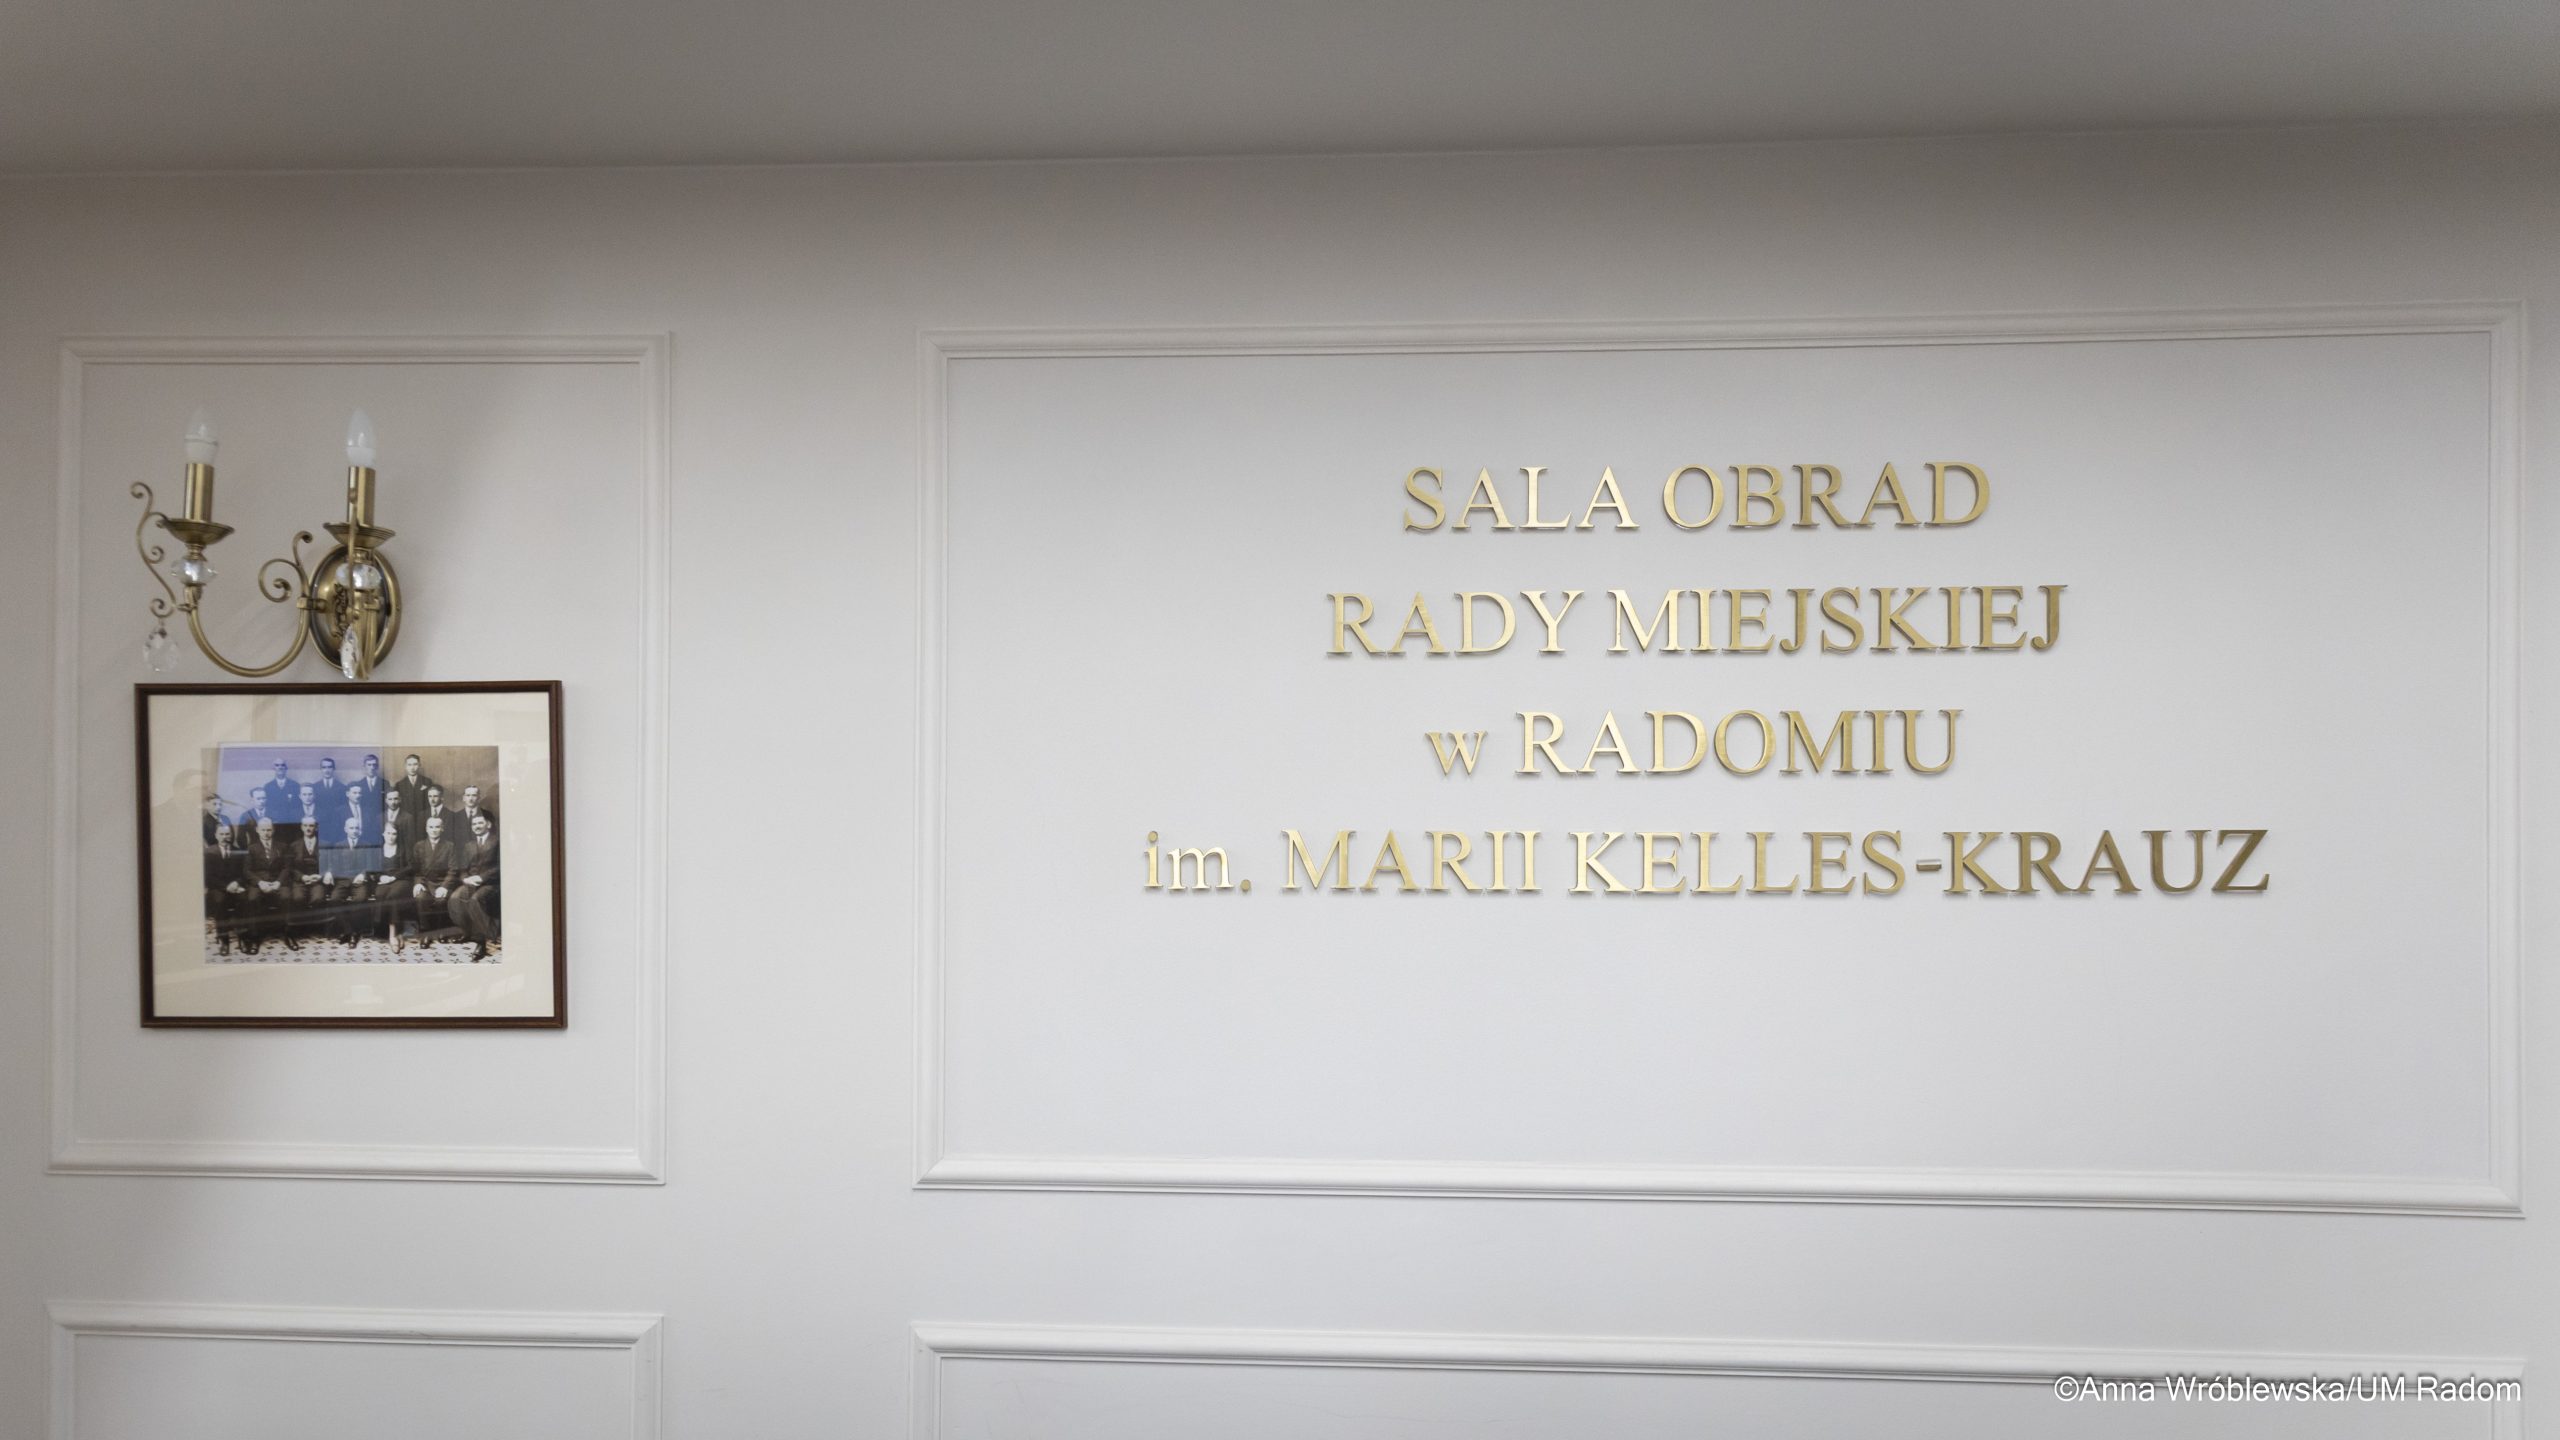 SALA OBRAD
RADY MIEJSKIEJ
w RADOMIU
im. MARII KELLES-KRAUZ
©Anna Wróblewska/UM Radom